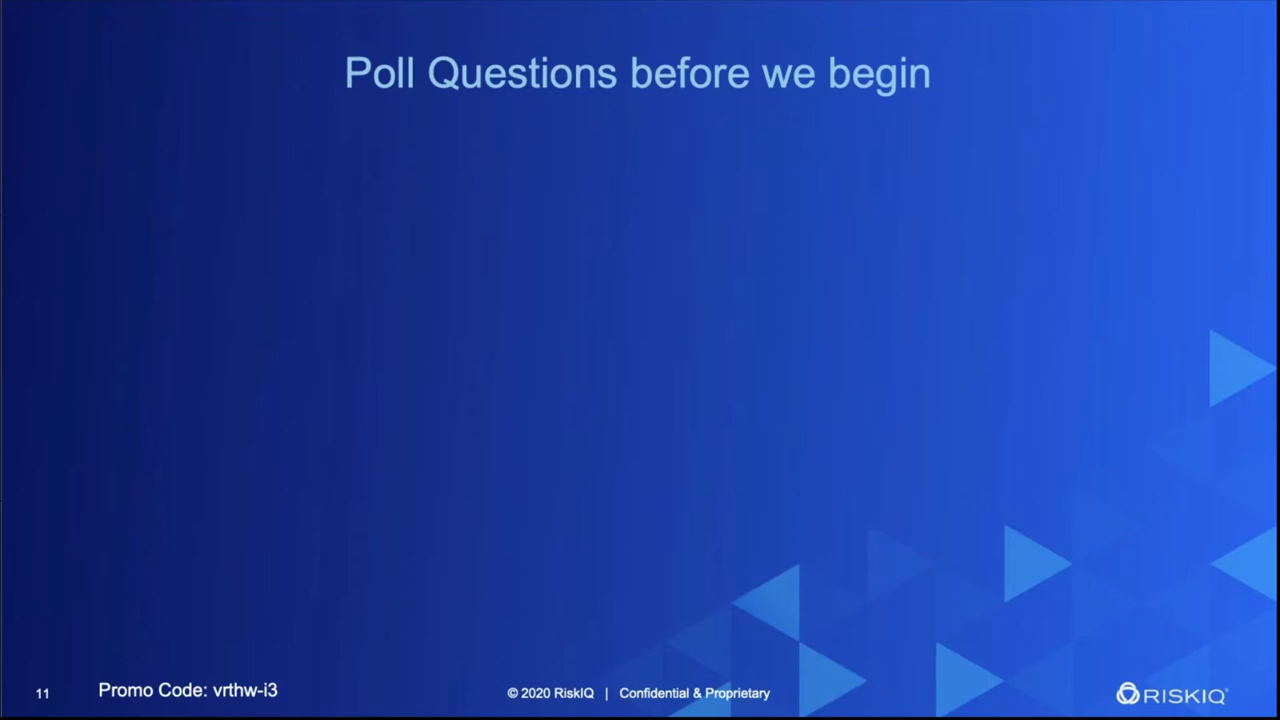 Poll Questions before we begin
11
Promo Code: vrthw-i3
© 2020 RiskIQ | Confidential & Proprietary
RISKIQ®